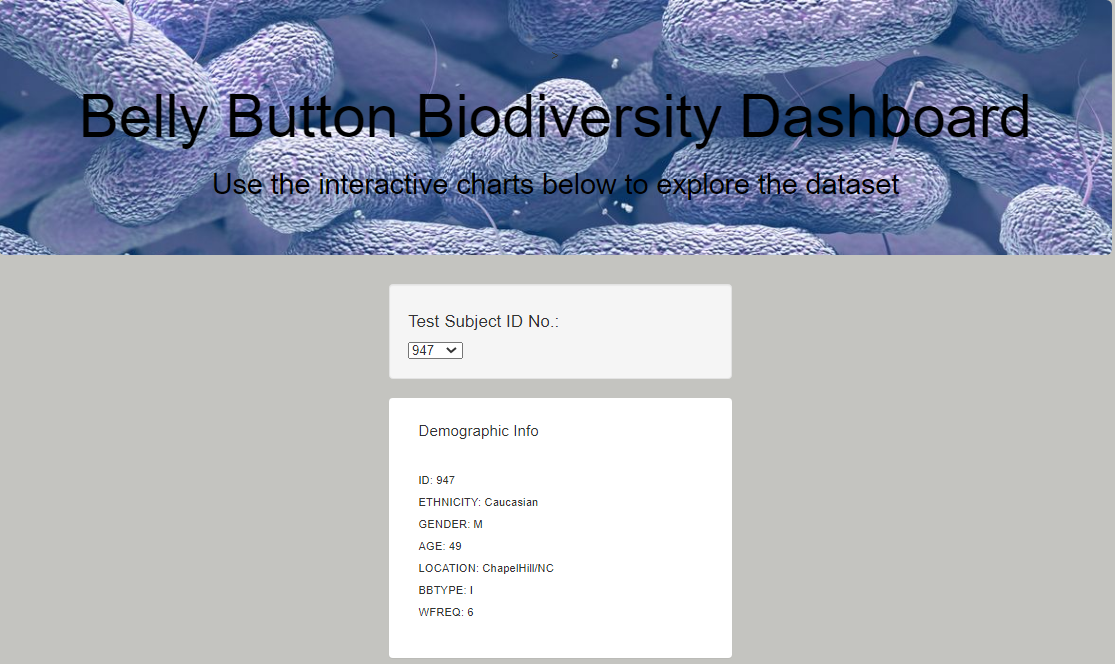 >
Belly Button Biodiversity Dashboard
Use the interactive charts below to explore the dataset
Test Subject ID No.:
947
Demographic Info
ID: 947
ETHNICITY: Caucasian
GENDER: M
AGE: 49
LOCATION: ChapelHill/NC
BBTYPE: I
WFREQ: 6